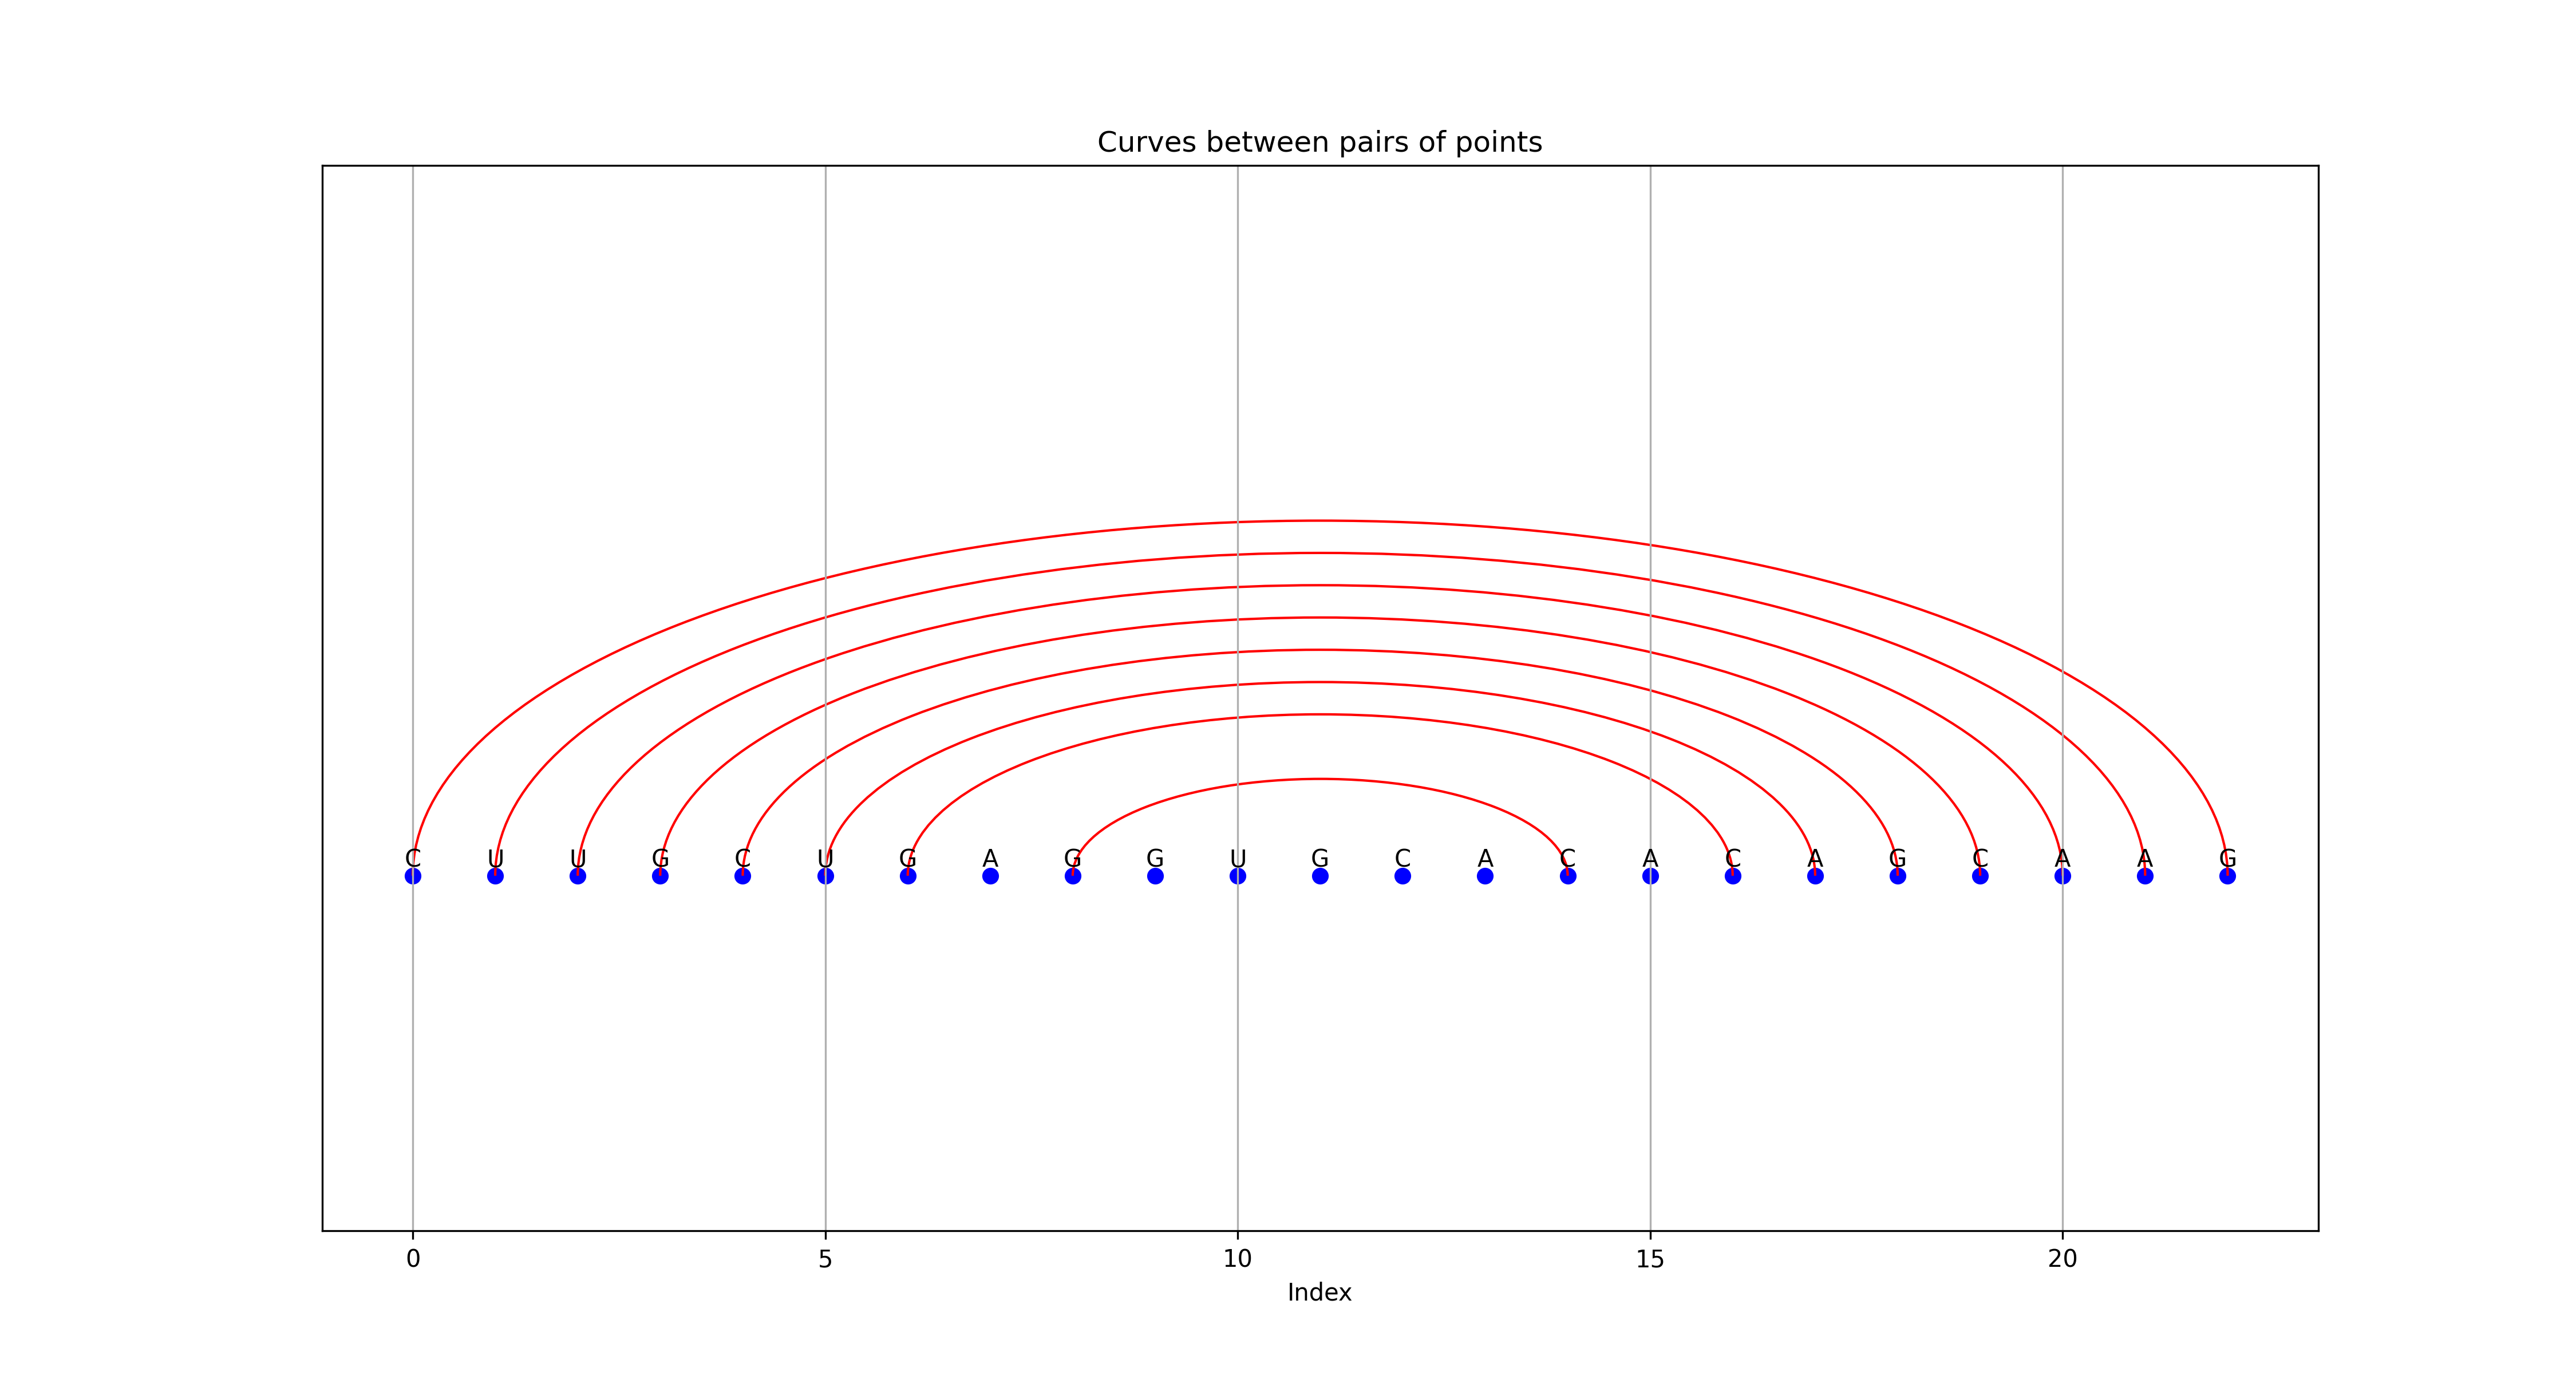 Curves between pairs of points
C U U G C U G A G G U G C A C A C A G C A A G
0 5 10 15 20
Index